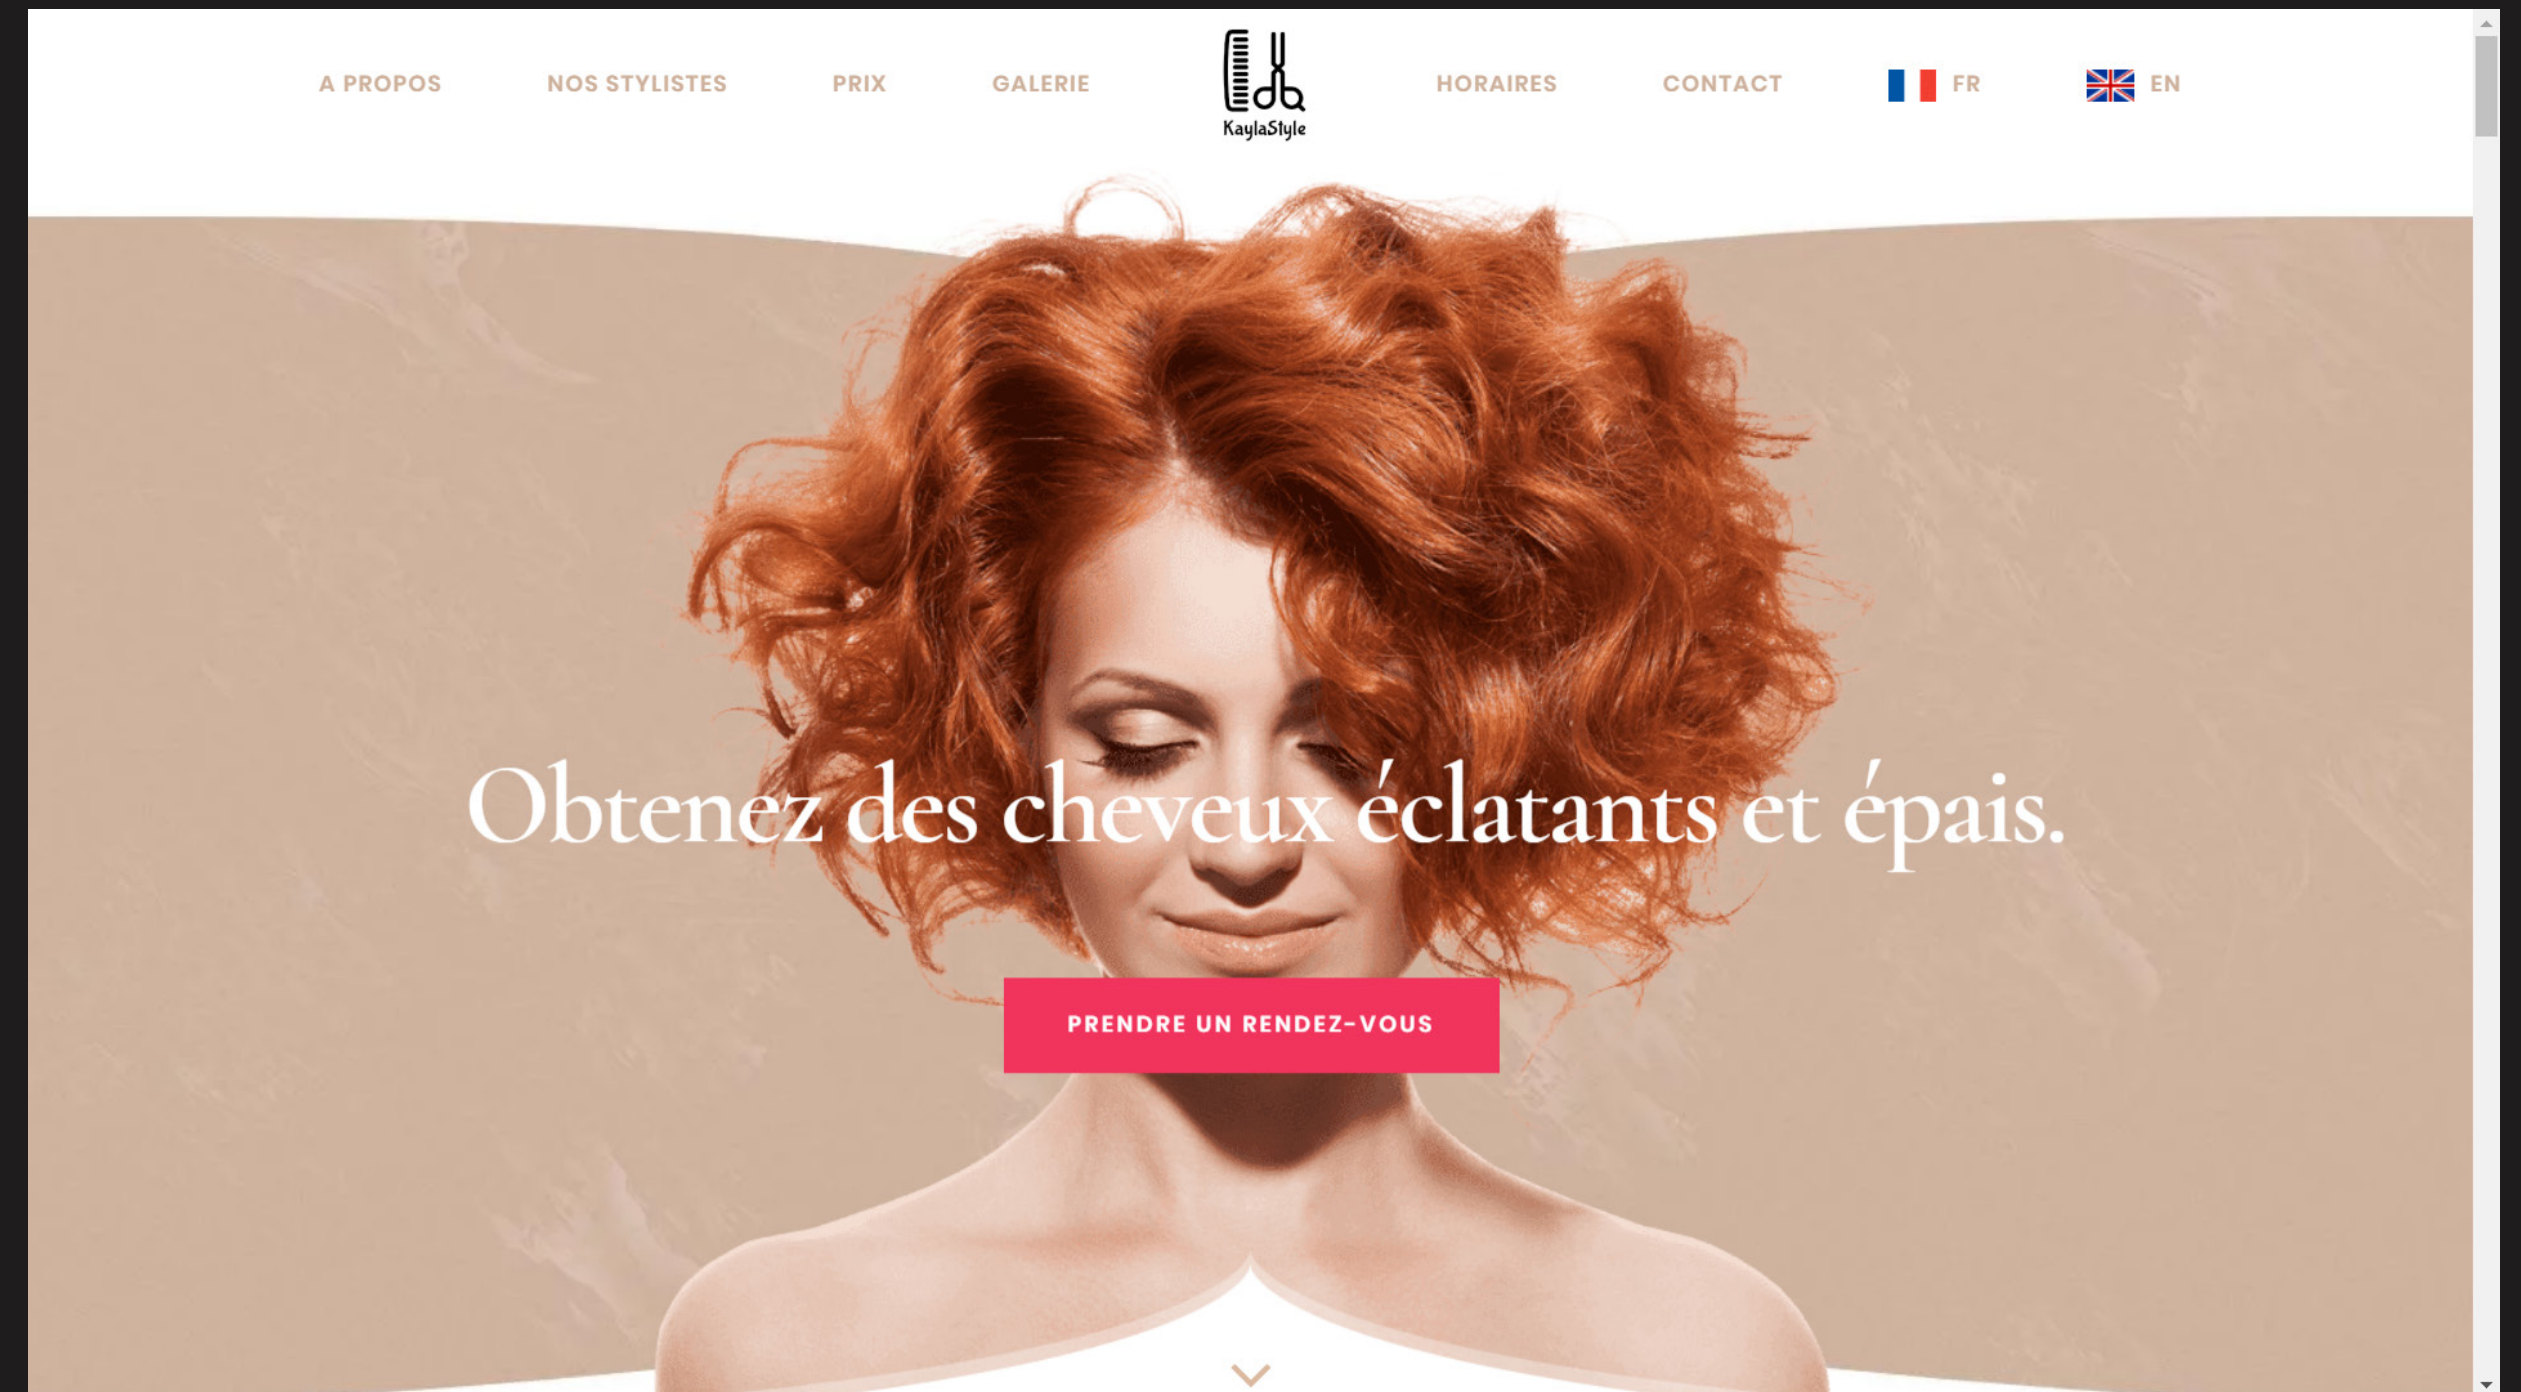 A PROPOS
NOS STYLISTES
PRIX
GALERIE
KaylaStyle
HORAIRES
CONTACT
FR
EN
Obtenez des cheveux éclatants et épais.
PRENDRE UN RENDEZ-VOUS